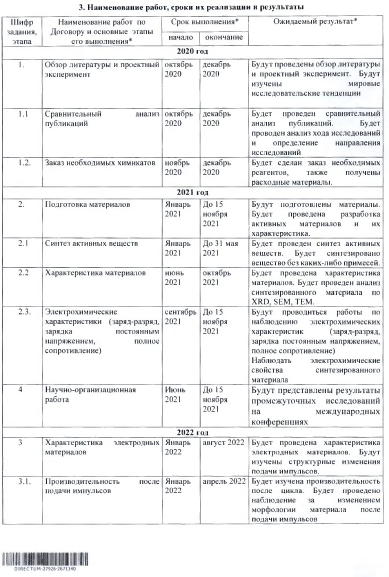 3. Наименование работ, сроки их реализации и результаты
Шифр задания, этапа
Наименование работ по Договору и основные этапы его выполнения*
Срок выполнения*
начало
окончание
Ожидаемый результат*
2020 год
1.
Обзор литературы и проектный эксперимент
октябрь 2020
декабрь 2020
Будут проведены обзор литературы
и проектный эксперимент. Будут
изучены мировые
исследовательские тенденции
1.1
Сравнительный анализ публикаций
октябрь 2020
декабрь 2020
Будет проведен сравнительный
анализ публикаций. Будет
проведен анализ хода исследований
и определение направления
исследований
1.2.
Заказ необходимых химикатов
ноябрь 2020
декабрь 2020
Будет сделан заказ необходимых
реагентов, также получены
расходные материалы.
2021 год
2.
Подготовка материалов
Январь 2021
До 15 ноября 2021
Будут подготовлены материалы.
Будет проведена разработка
активных материалов и их
характеристика.
2.1
Синтез активных веществ
Январь 2021
До 31 мая 2021
Будет проведен синтез активных
веществ. Будет синтезировано
вещество без каких-либо примесей.
2.2
Характеристика материалов
июнь 2021
октябрь 2021
Будет проведена характеристика
материалов. Будет проведен анализ
синтезированного материала по
XRD, SEM, TEM.
2.3.
Электрохимические
характеристики (заряд-разряд,
зарядка постоянным
напряжением, полное
сопротивление)
сентябрь 2021
До 15 ноября 2021
Будут проводиться работы по
наблюдению электрохимических
характеристик (заряд-разряд,
зарядка постоянным напряжением,
полное сопротивление)
Наблюдать электрохимические
свойства синтезированного
материала
4
Научно-организационная работа
Июнь 2021
До 15 ноября 2021
Будут представлены результаты
промежуточных исследований
на международных
конференциях
2022 год
3
Характеристика электродных материалов
Январь 2022
август 2022
Будет проведена характеристика
электродных материалов. Будут
изучены структурные изменения
подачи импульсов.
3.1.
Производительность после подачи импульсов
Январь 2022
апрель 2022
Будет изучена производительность
после цикла. Будет проведено
наблюдение за изменением
морфологии материала после
подачи импульсов
DIRECTUM-27926-2671340